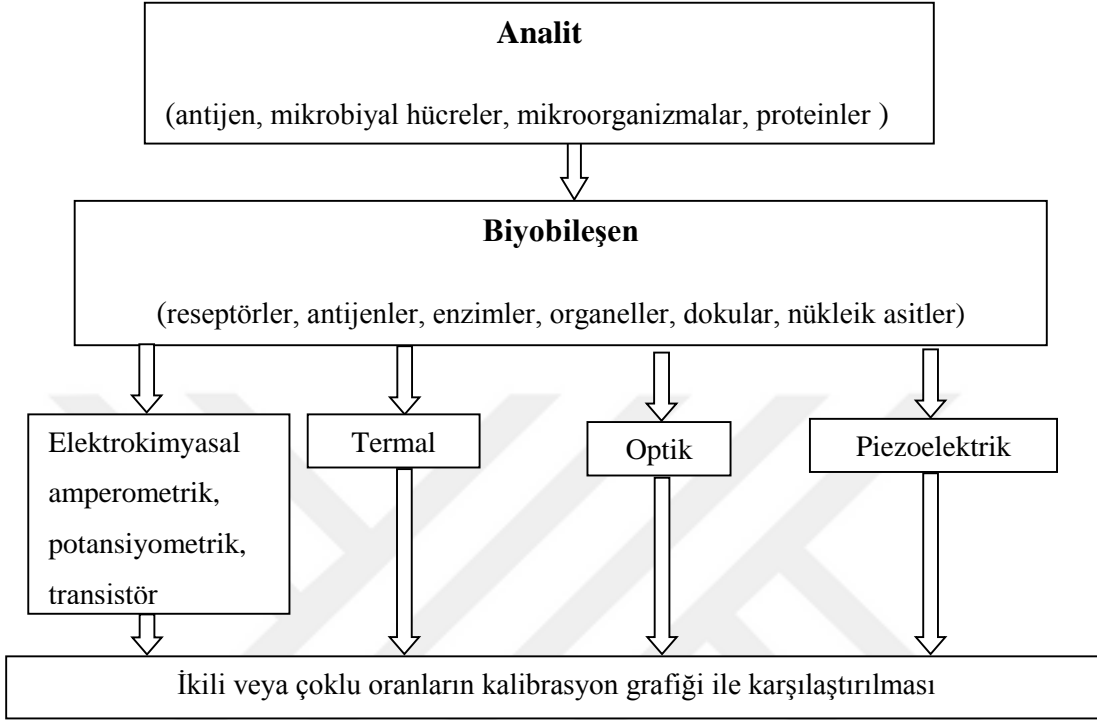 Analit
(antijen, mikrobiyal hücreler, mikroorganizmalar, proteinler )
Biyobileşen
(reseptörler, antijenler, enzimler, organeller, dokular, nükleik asitler)
Elektrokimyasal
amperometrik,
potansiyometrik,
transistör
Termal
Optik
Piezoelektrik
İkili veya çoklu oranların kalibrasyon grafiği ile karşılaştırılması